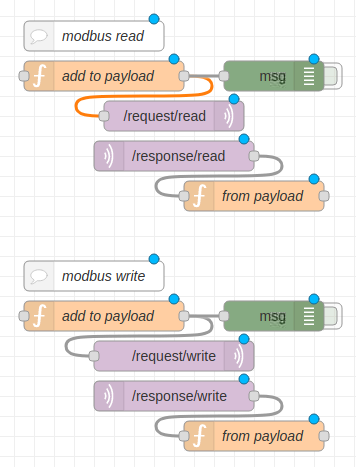 modbus read
add to payload
msg
/request/read
/response/read
from payload
modbus write
add to payload
msg
/request/write
/response/write
from payload